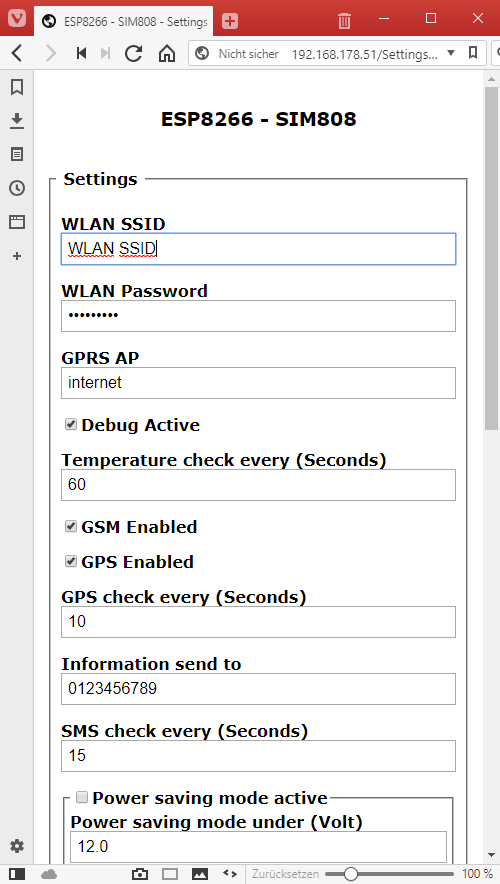 ESP8266 - SIM808 - Settings
Nicht sicher 192.168.178.51/Settings...
ESP8266 - SIM808
Settings
WLAN SSID
WLAN SSID
WLAN Password
•••••••••
GPRS AP
internet
Debug Active
Temperature check every (Seconds)
60
GSM Enabled
GPS Enabled
GPS check every (Seconds)
10
Information send to
0123456789
SMS check every (Seconds)
15
Power saving mode active
Power saving mode under (Volt)
12.0
Zurücksetzen 100 %